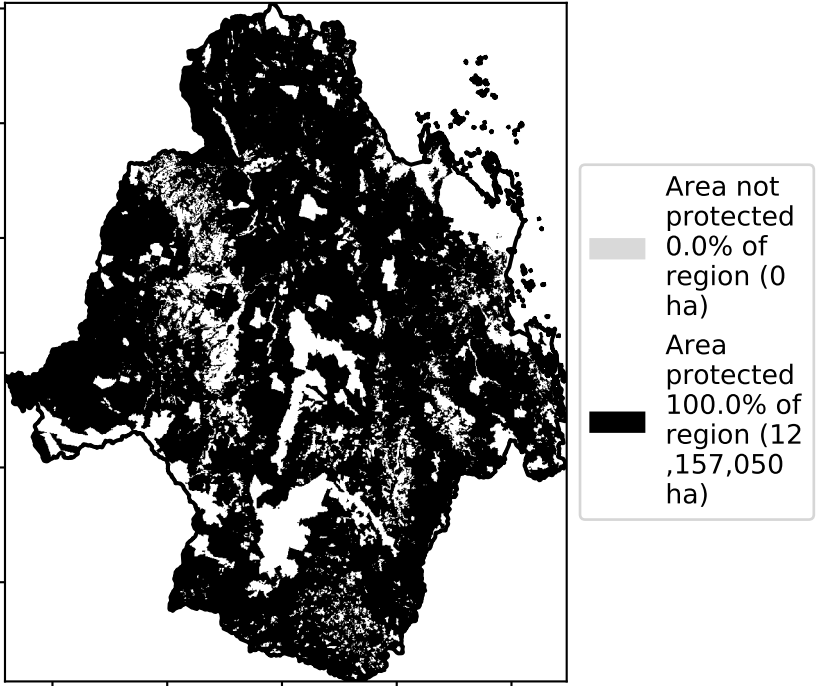 Area not
protected
0.0% of
region (0
ha)
Area
protected
100.0% of
region (12
,157,050
ha)